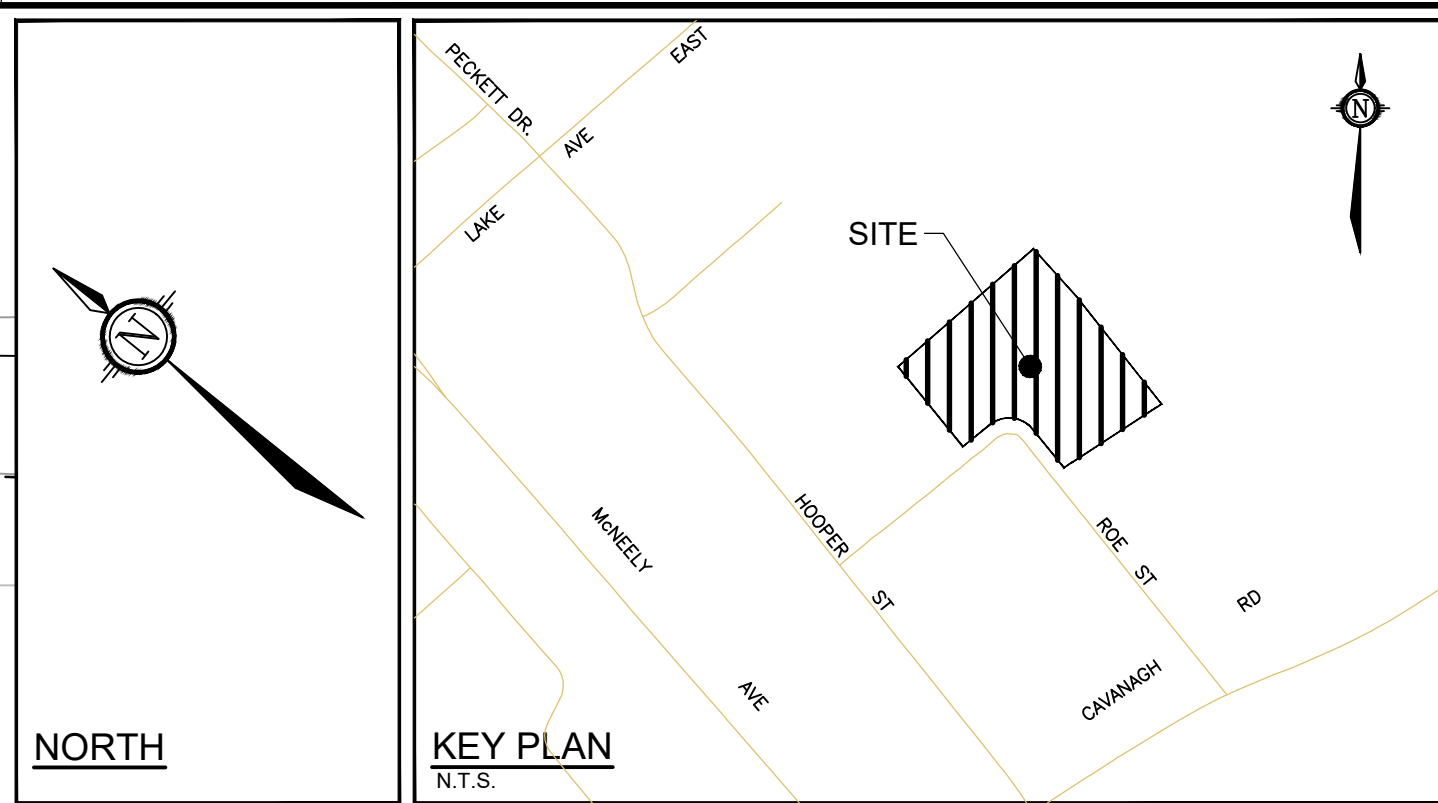 N
NORTH
PECKETT DR.
LAKE AVE EAST
N
SITE
McNEELY AVE
HOOPER ST
ROE ST
CAVANAGH RD
KEY PLAN
N.T.S.